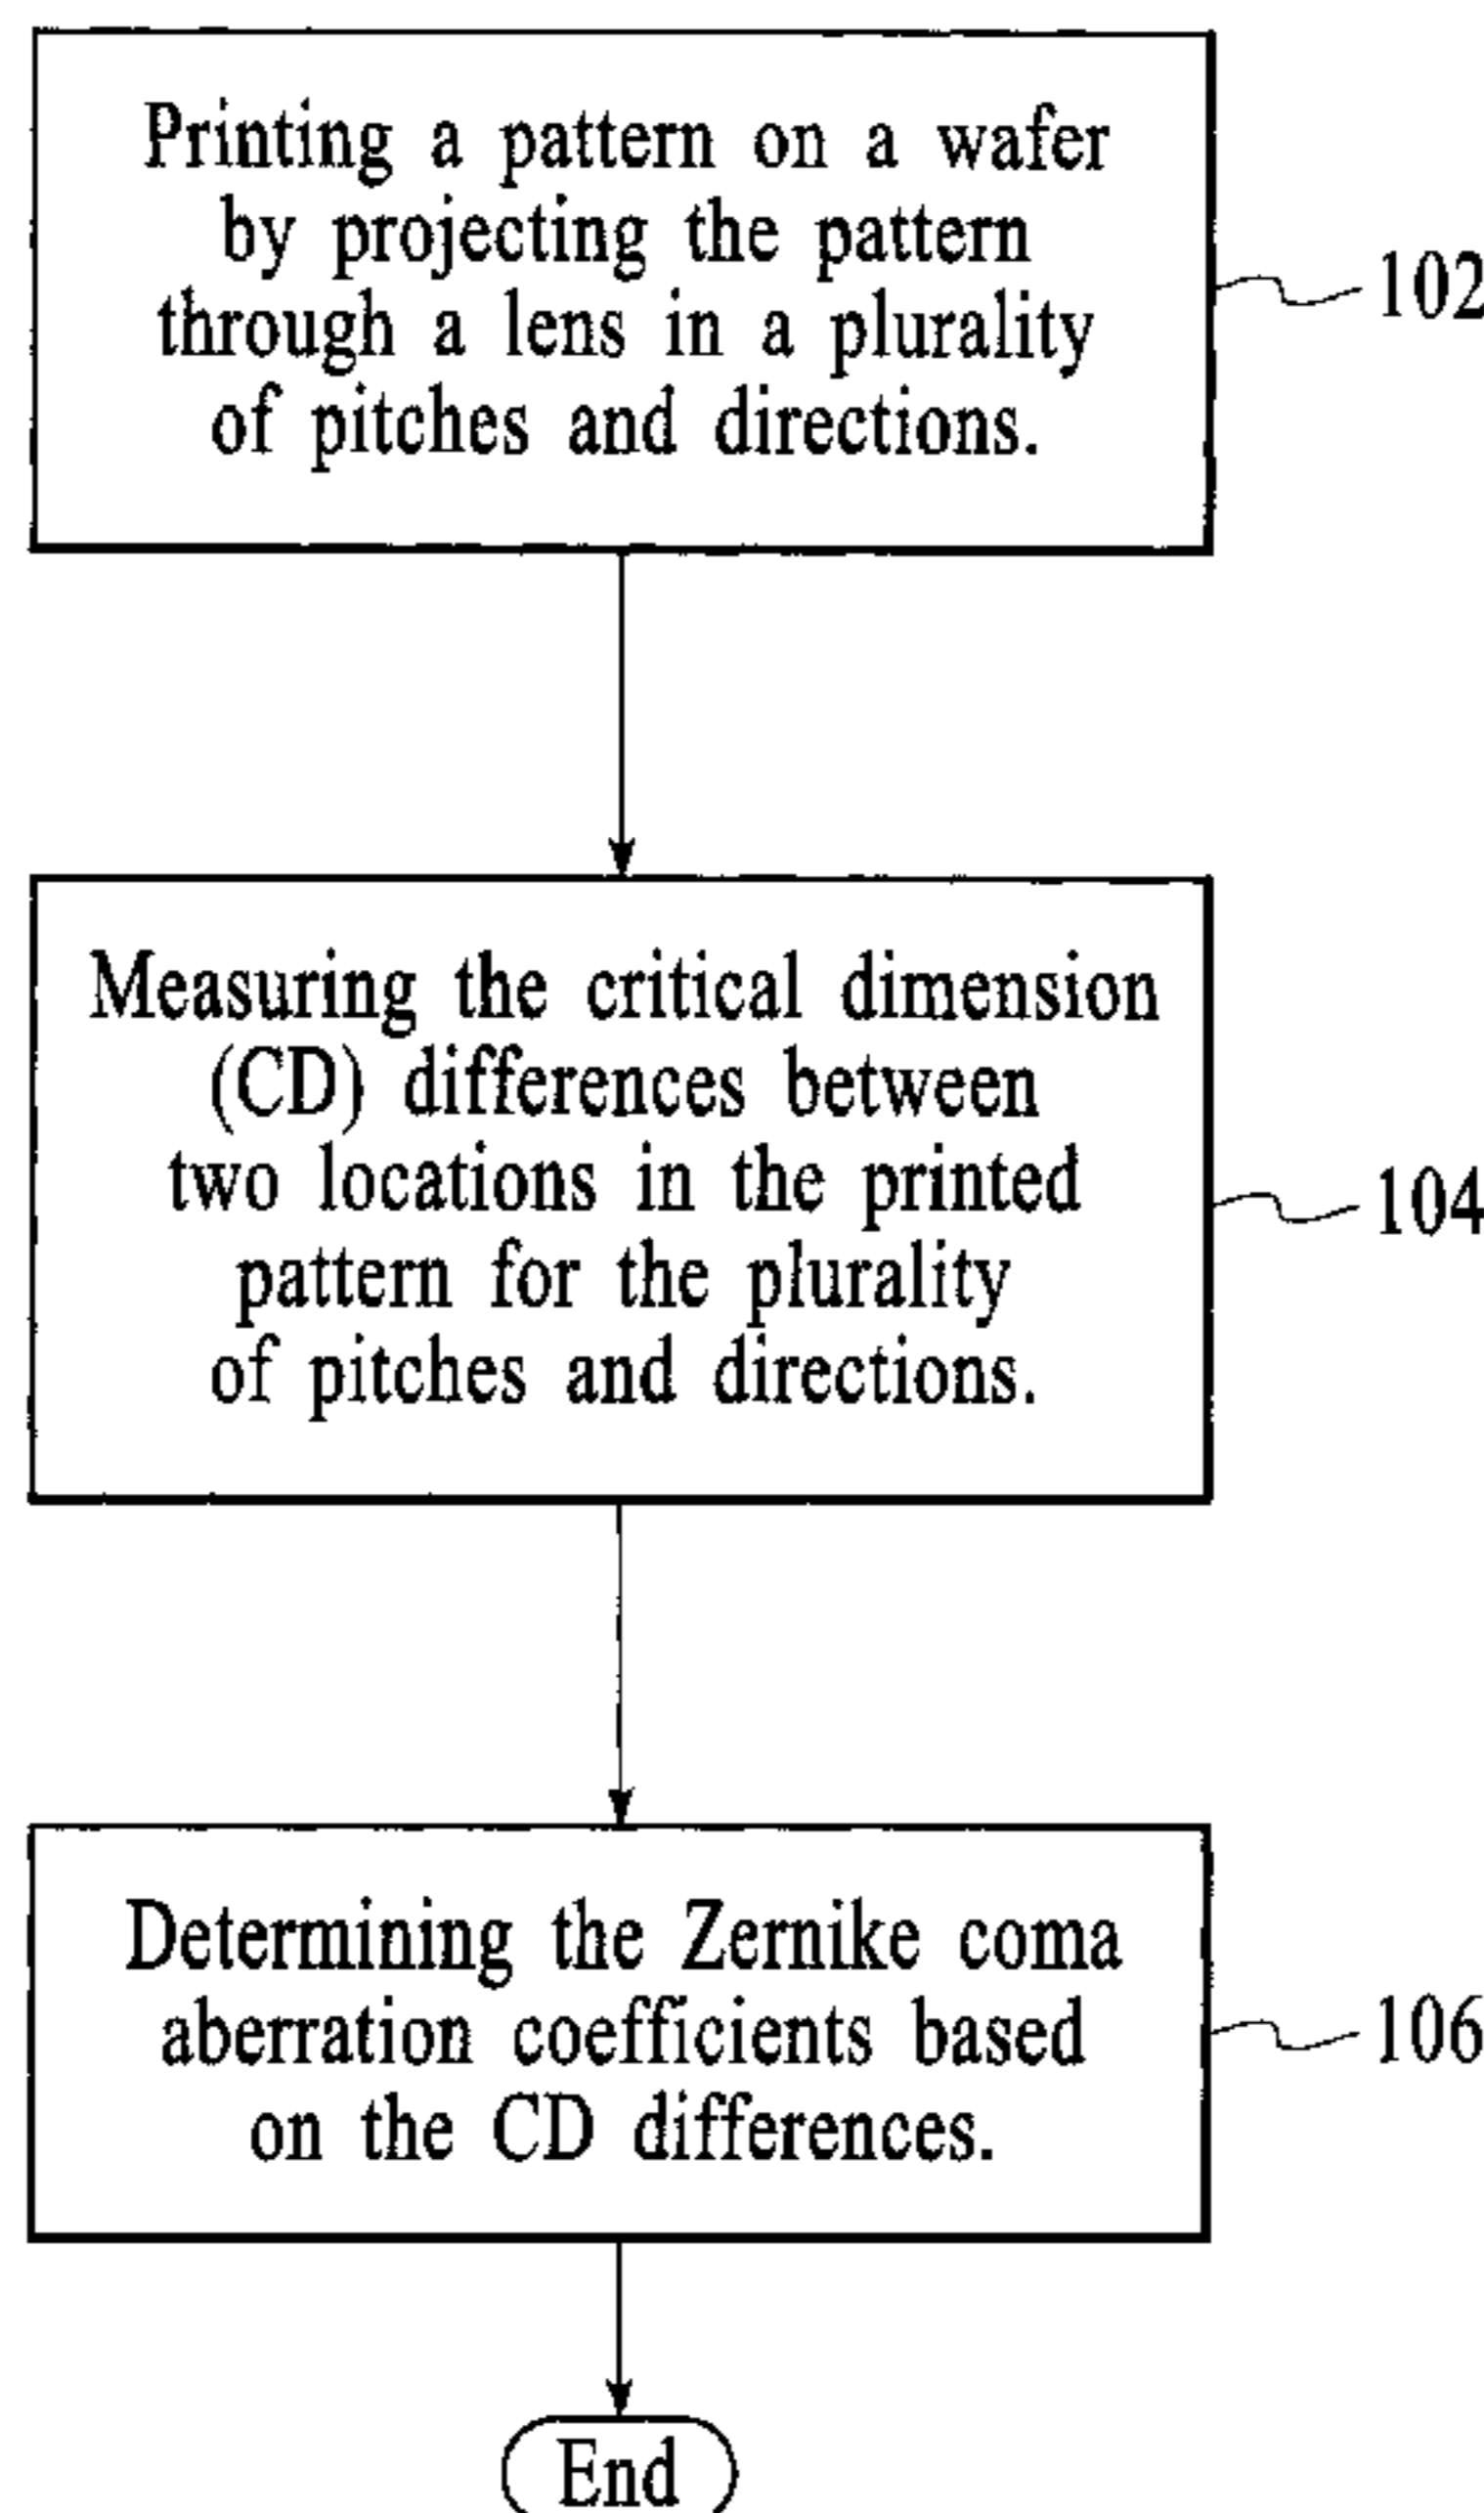 Printing a pattern on a wafer
by projecting the pattern
through a lens in a plurality
of pitches and directions.
102
Measuring the critical dimension
(CD) differences between
two locations in the printed
pattern for the plurality
of pitches and directions.
104
Determining the Zernike coma
aberration coefficients based
on the CD differences.
106
End